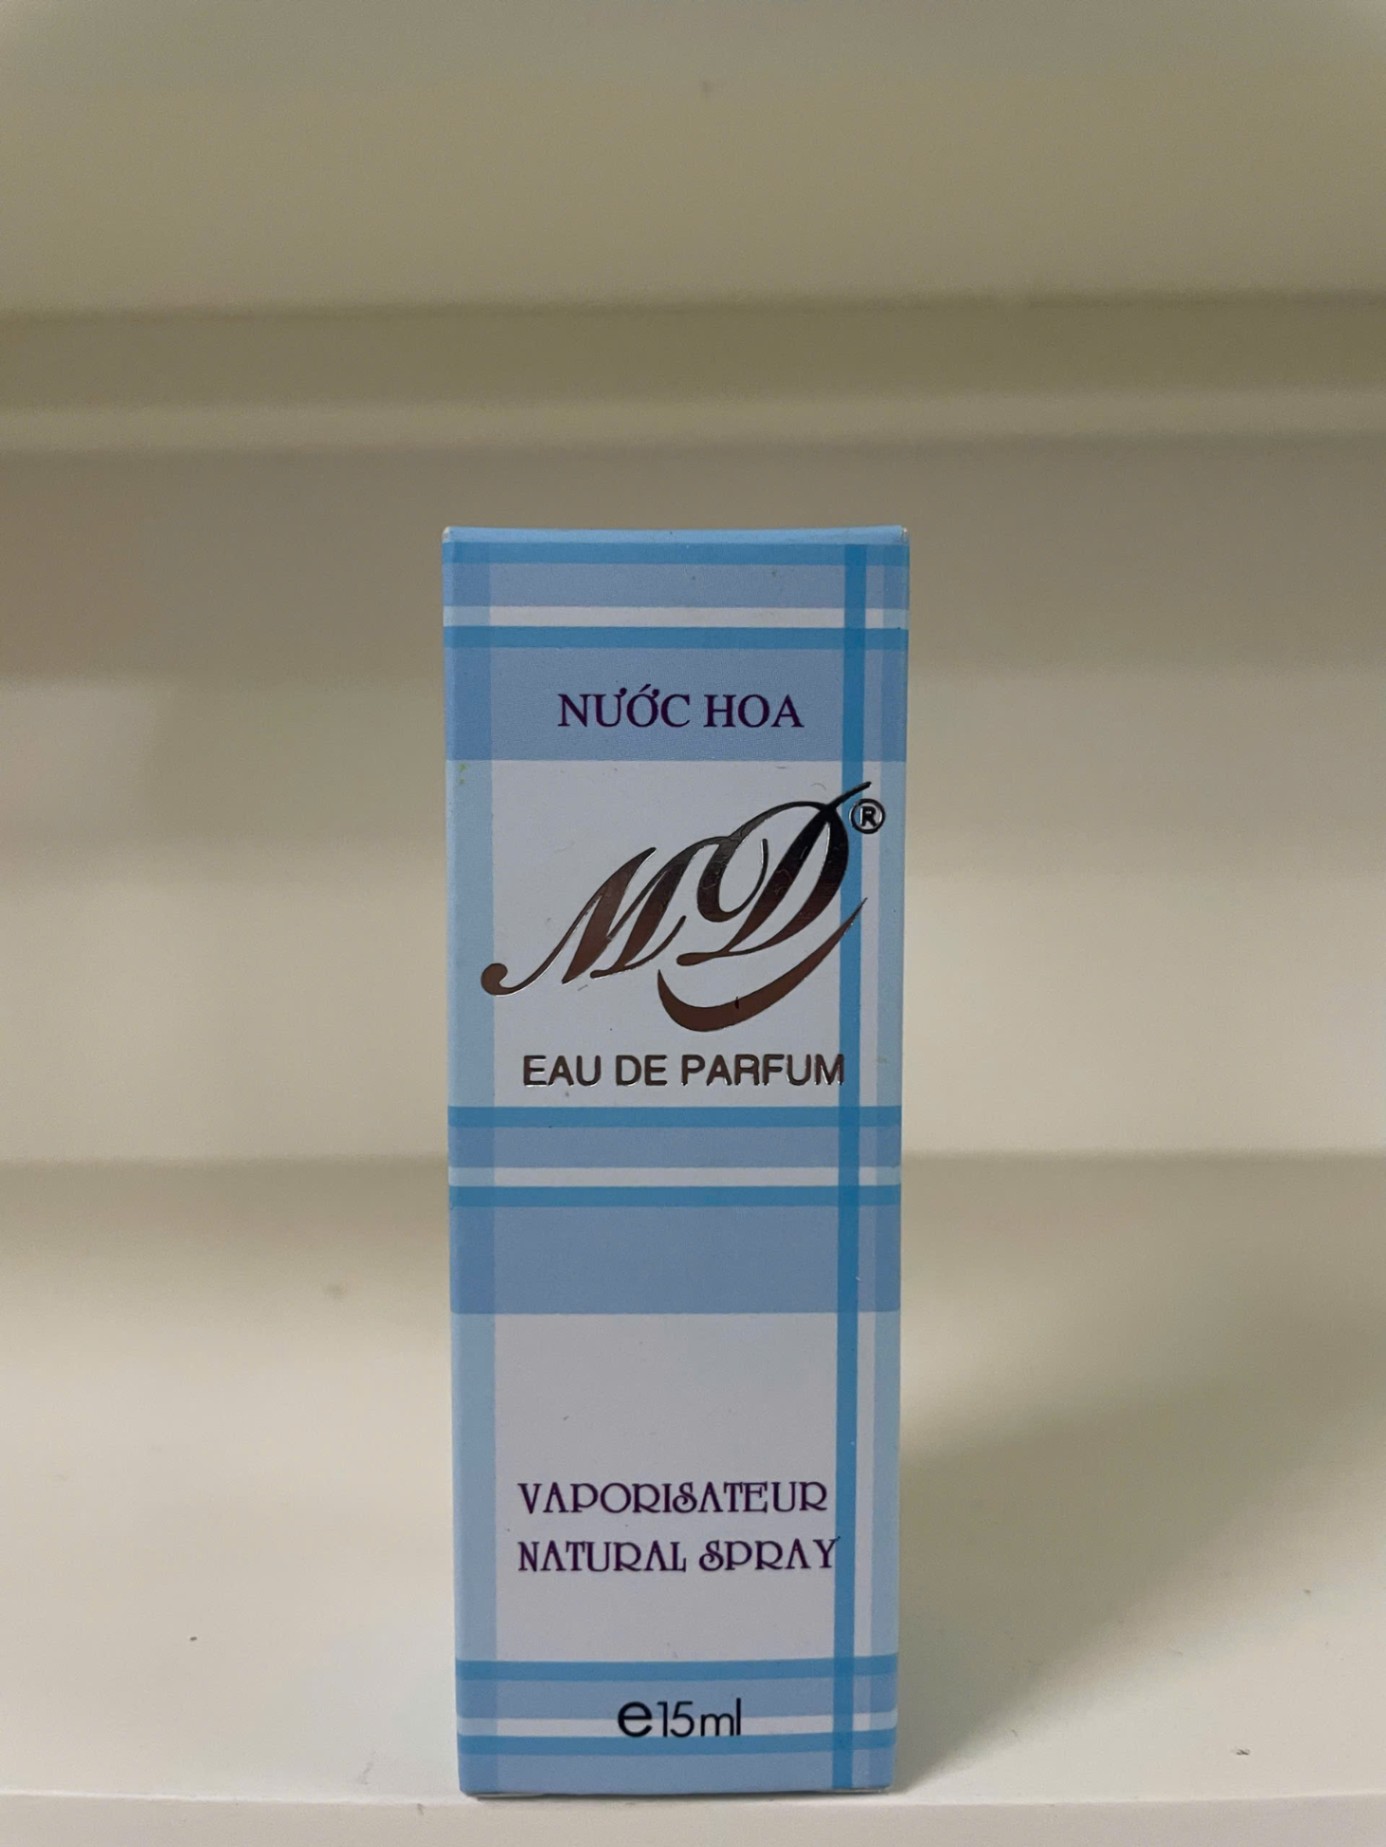 NƯỚC HOA
MD®
EAU DE PARFUM
VAPORISATEUR
NATURAL SPRAY
e15ml